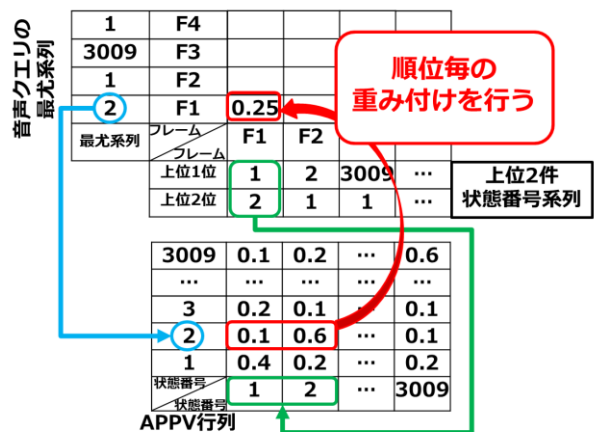 音声クエリの
最尤系列
1 F4
3009 F3
1 F2
2 F1 0.25
最尤系列 フレーム フレーム F1 F2
上位1位 1 2 3009 …
上位2位 2 1 1 …
順位毎の
重み付けを行う
上位2件
状態番号系列
3009 0.1 0.2 … 0.6
… … … … …
3 0.2 0.1 … 0.1
2 0.1 0.6 … 0.1
1 0.4 0.2 … 0.2
状態番号 状態番号 1 2 … 3009
APPV行列